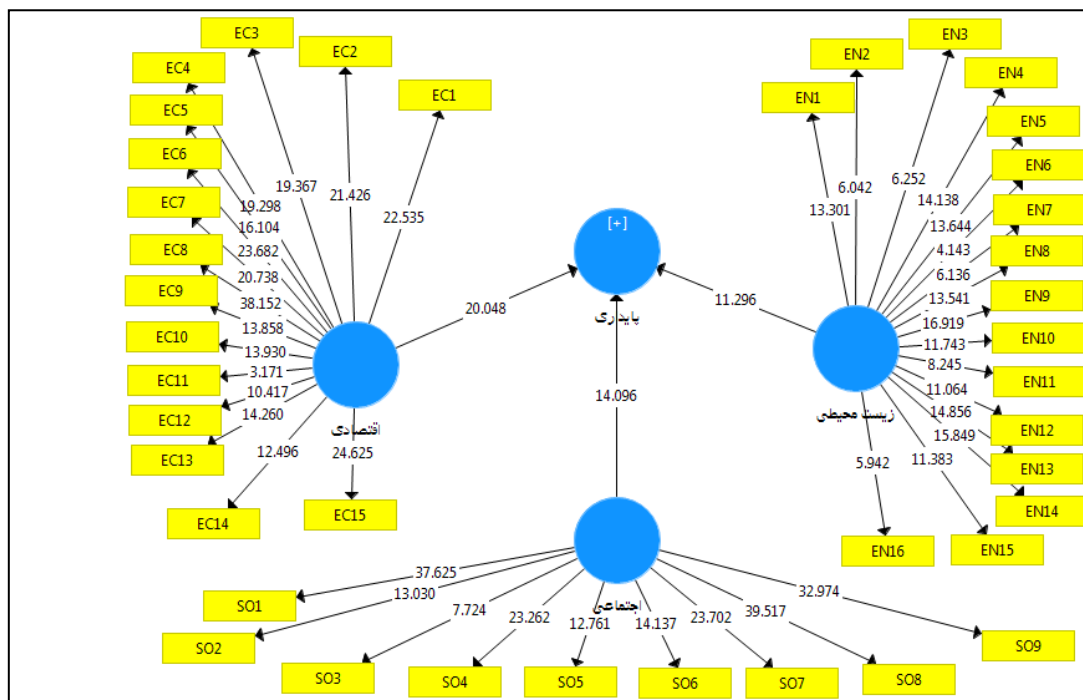 EC3
EC2
EC4
EC1
EC5
EC6
EC7
EC8
EC9
EC10
EC11
EC12
EC13
EC14
EC15
19.367
21.426
22.535
19.298
16.104
23.682
20.738
38.152
13.858
13.930
3.171
10.417
14.260
12.496
24.625
اقتصادی
20.048
[+]
پایداری
11.296
14.096
EN3
EN2
EN4
EN1
EN5
EN6
EN7
EN8
EN9
EN10
EN11
EN12
EN13
EN14
EN15
EN16
13.301
6.042
6.252
14.138
13.644
4.143
6.136
13.541
16.919
11.743
8.245
11.064
14.856
15.849
11.383
5.942
زیست محیطی
اجتماعی
37.625
13.030
7.724
23.262
12.761
14.137
23.702
39.517
32.974
SO1
SO2
SO3
SO4
SO5
SO6
SO7
SO8
SO9